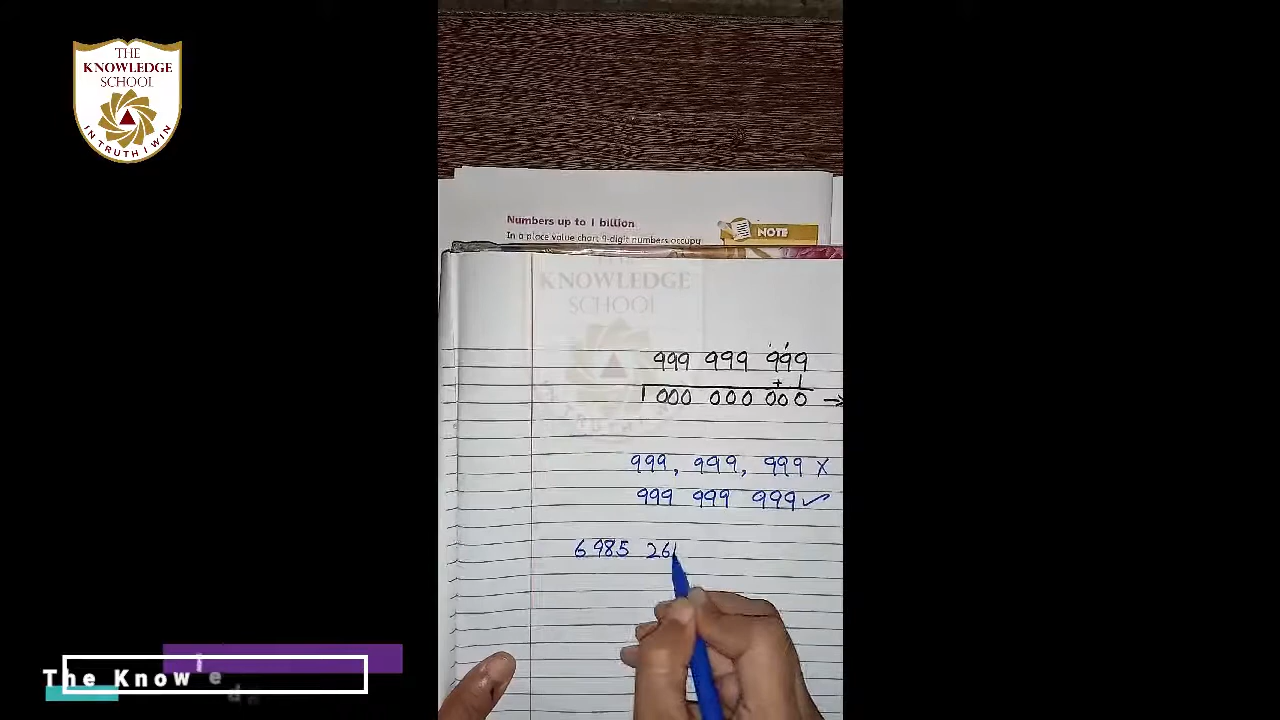 THE
KNOWLEDGE
SCHOOL
IN TRUTH I WIN
Numbers up to 1 billion
NOTE
In a place value chart 9-digit numbers occupy
KNOWLEDGE
SCHOOL
999 999 999
+ 1
1 000 000 000 →
999, 999, 999 X
999 999 999 ✓
6 985 261
The Knowled